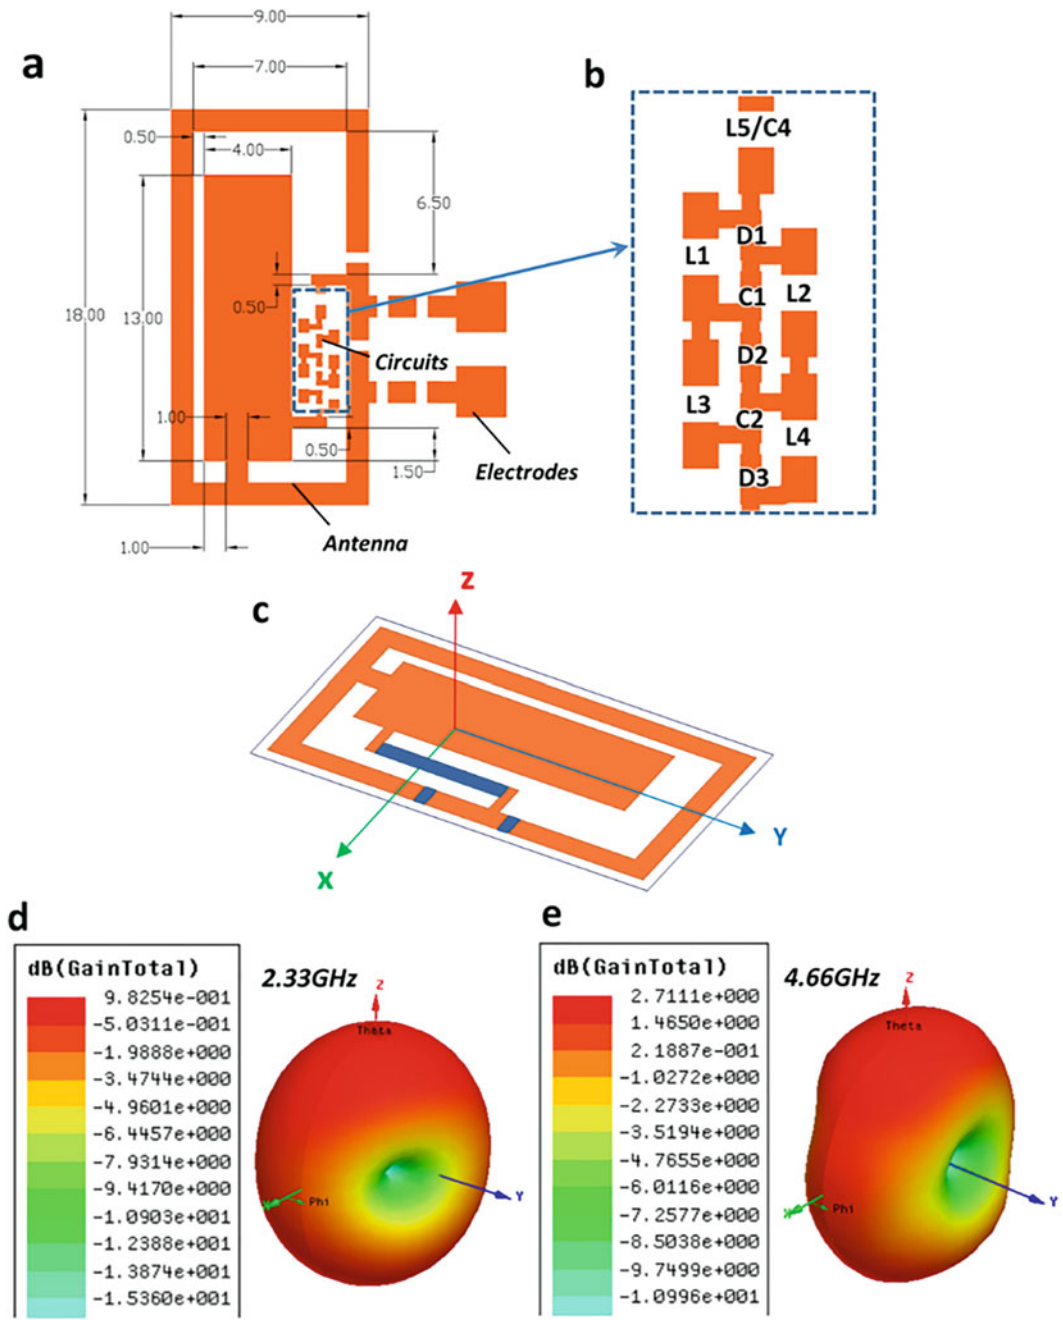 a
9.00
7.00
0.50
4.00
6.50
18.00
13.00
0.50
Circuits
1.00
0.50
1.50
Electrodes
1.00
Antenna
b
L5/C4
D1
L1
L2
C1
D2
L3
C2
L4
D3
c
Z
Y
X
d
dB(GainTotal)
9.8254e-001
-5.0311e-001
-1.9888e+000
-3.4744e+000
-4.9601e+000
-6.4457e+000
-7.9314e+000
-9.4170e+000
-1.0903e+001
-1.2388e+001
-1.3874e+001
-1.5360e+001
2.33GHz
Z
Theta
X
Phi
Y
e
dB(GainTotal)
2.7111e+000
1.4650e+000
2.1887e-001
-1.0272e+000
-2.2733e+000
-3.5194e+000
-4.7655e+000
-6.0116e+000
-7.2577e+000
-8.5038e+000
-9.7499e+000
-1.0996e+001
4.66GHz
Z
Theta
X
Phi
Y